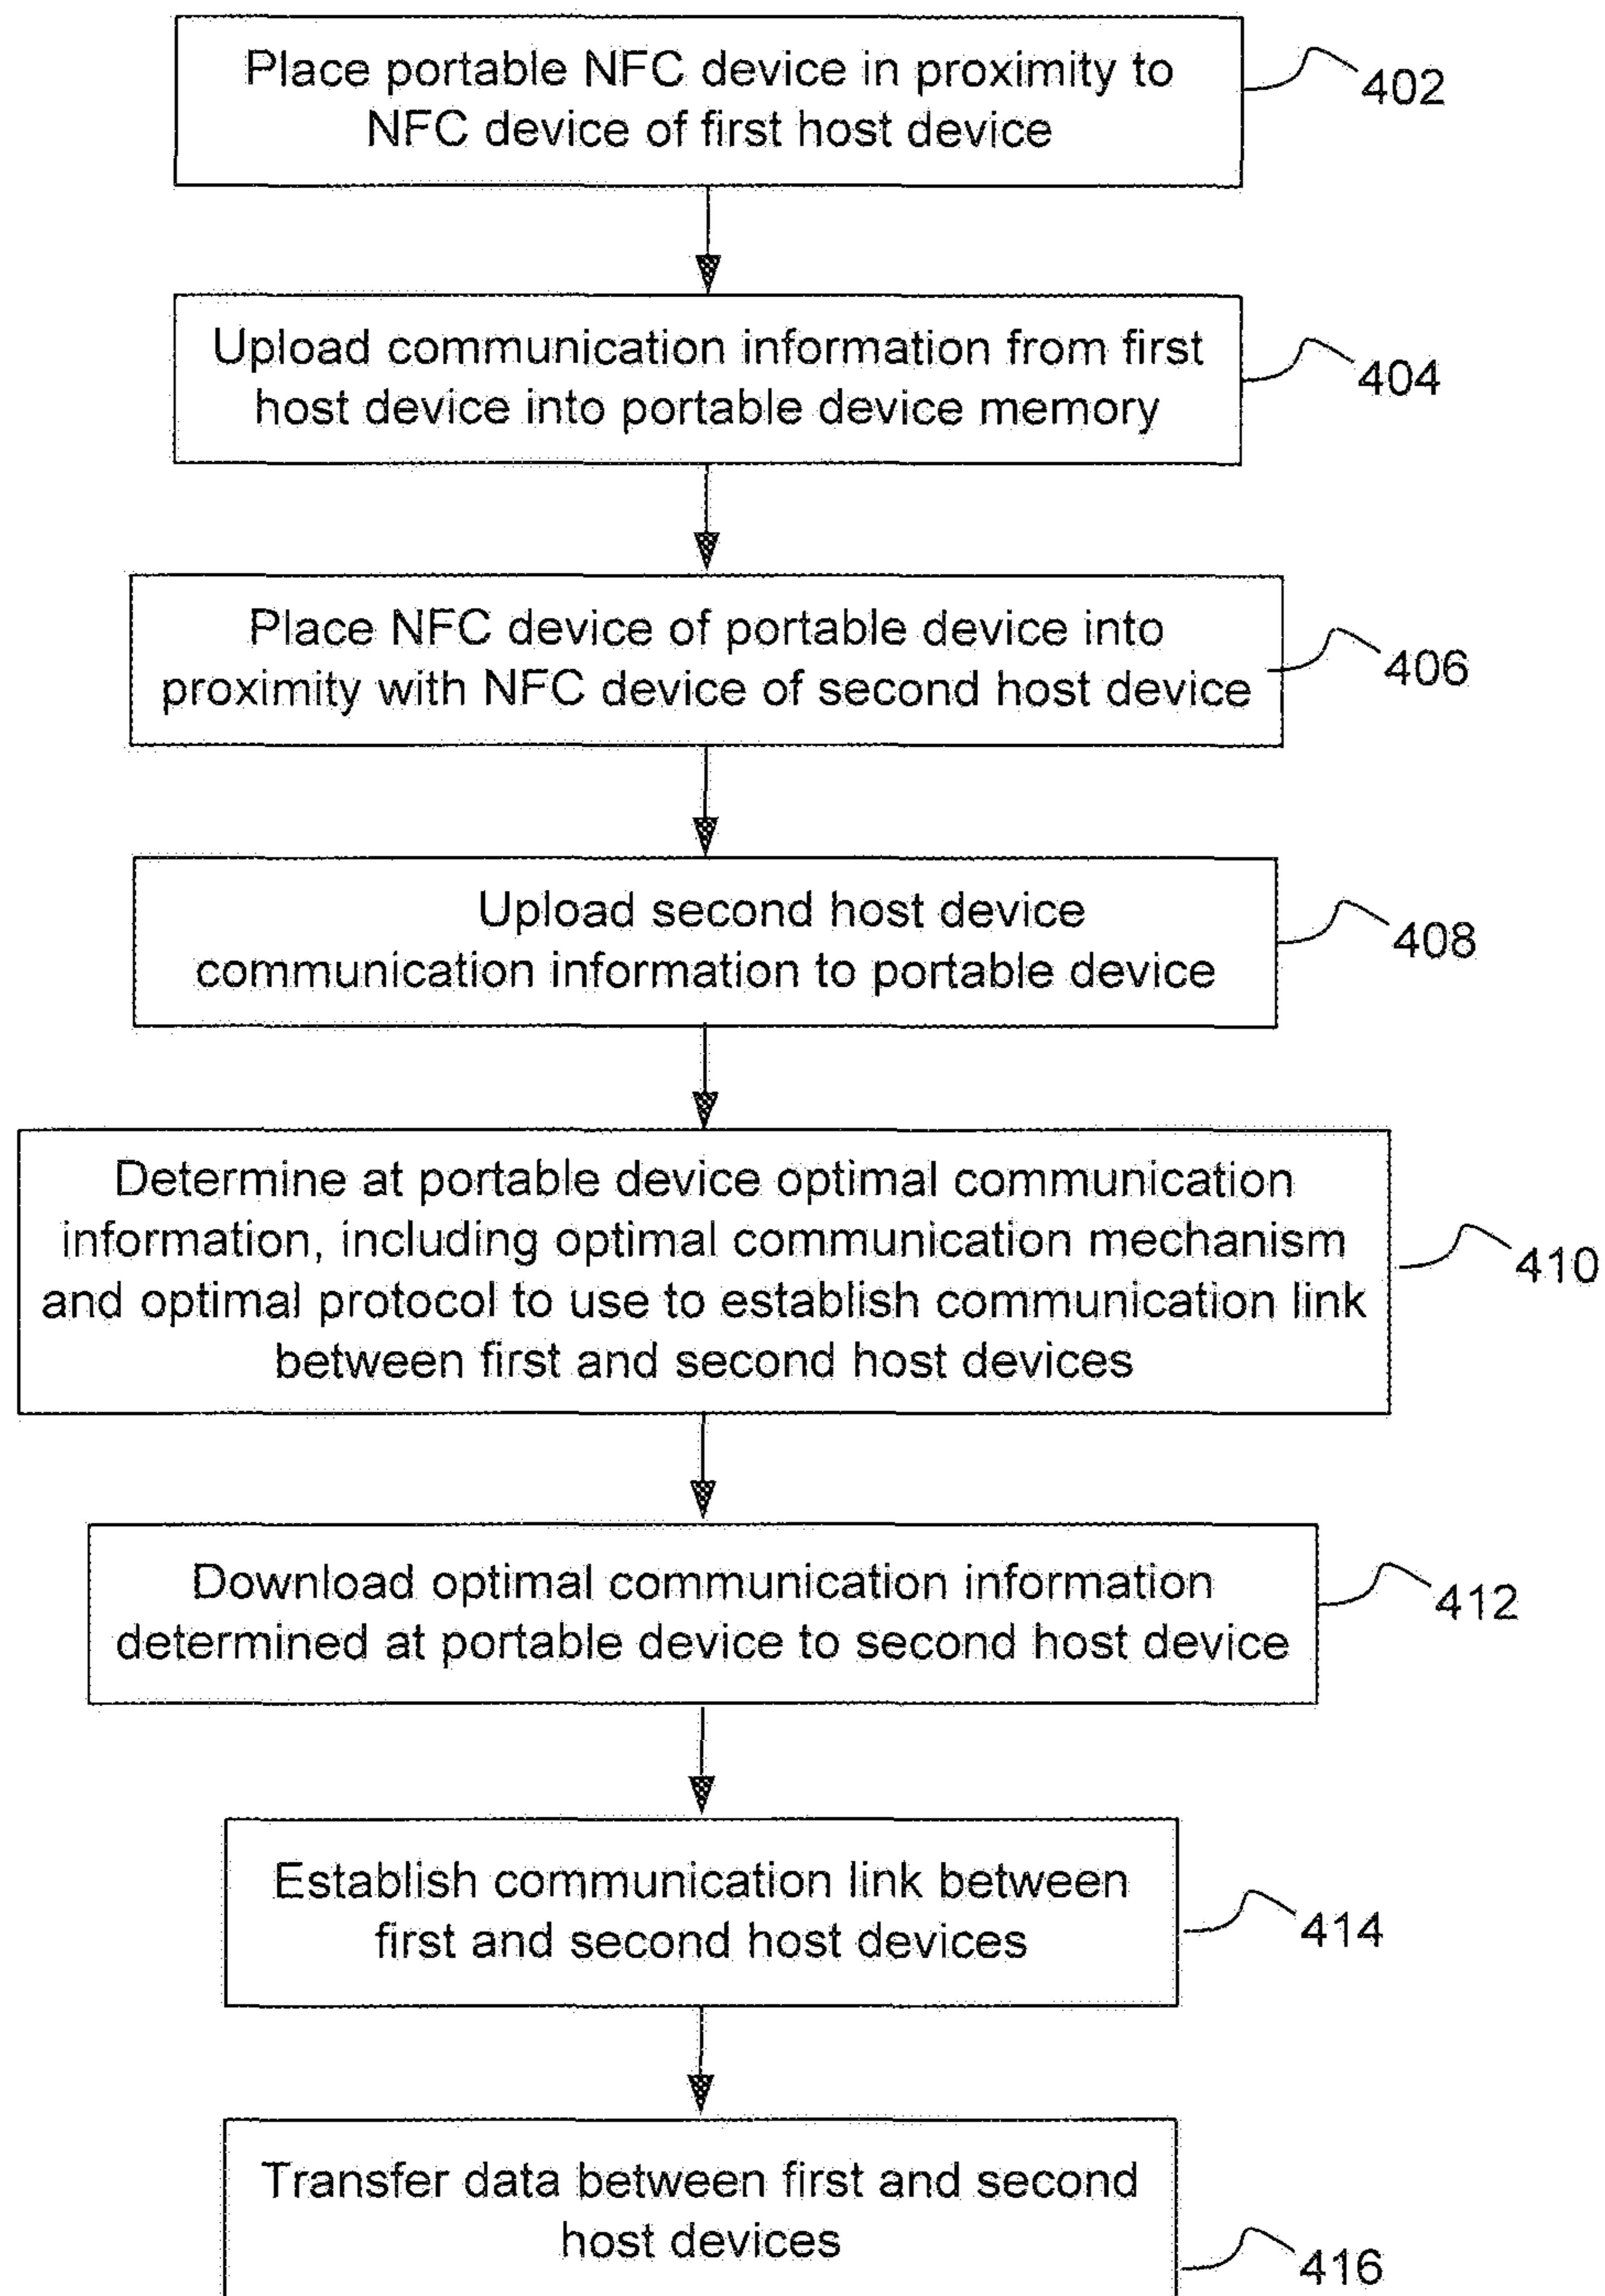 Place portable NFC device in proximity to
NFC device of first host device
402
Upload communication information from first
host device into portable device memory
404
Place NFC device of portable device into
proximity with NFC device of second host device
406
Upload second host device
communication information to portable device
408
Determine at portable device optimal communication
information, including optimal communication mechanism
and optimal protocol to use to establish communication link
between first and second host devices
410
Download optimal communication information
determined at portable device to second host device
412
Establish communication link between
first and second host devices
414
Transfer data between first and second
host devices
416